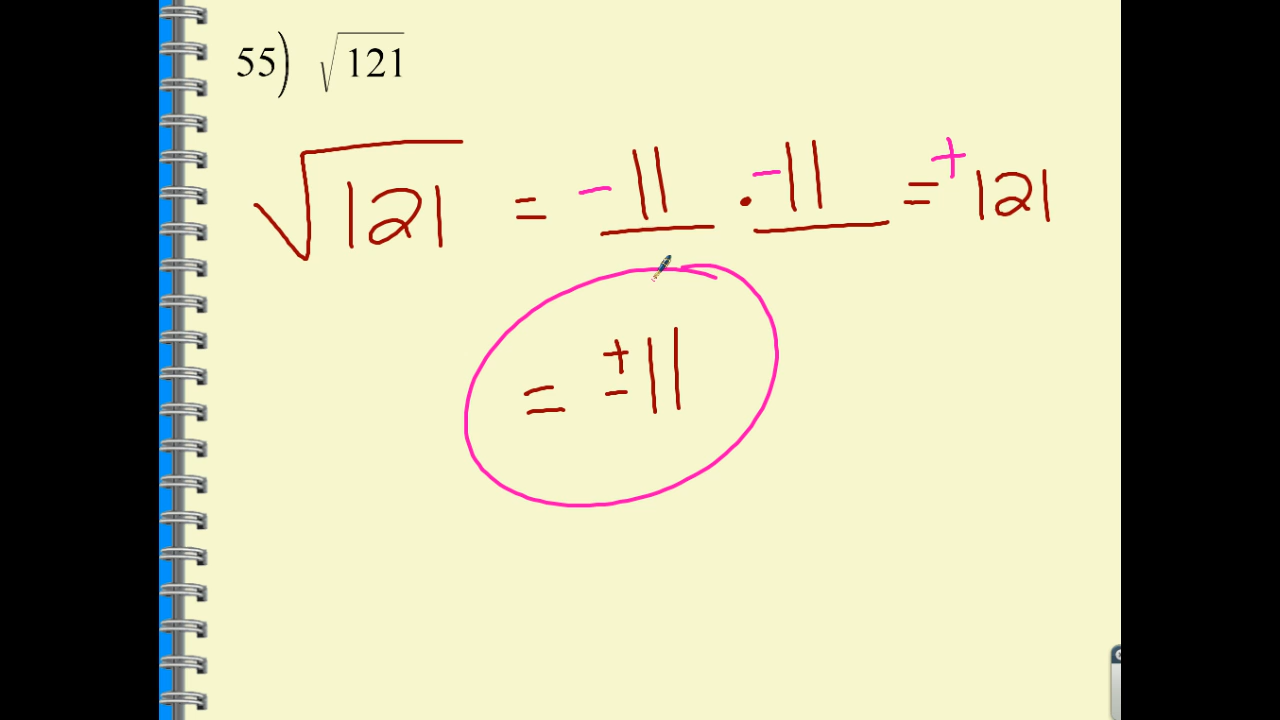 55) √121
√121 = -11 · -11 = +121
= ±11